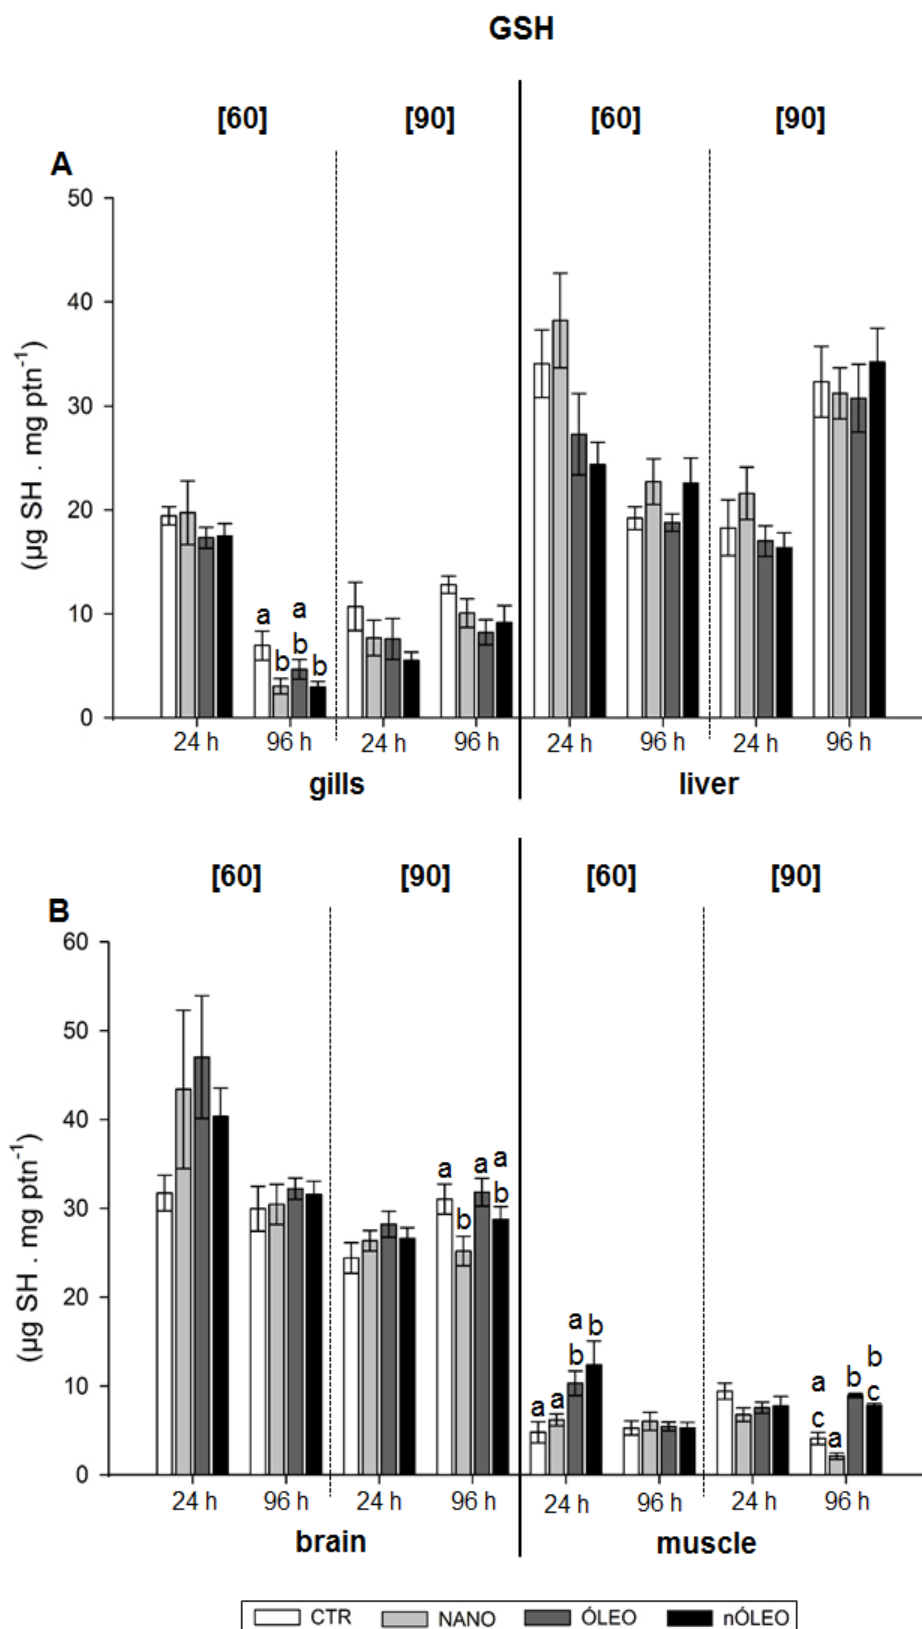 GSH
[60] [90] [60] [90]
A
50
40
30
20
10
0
(µg SH . mg ptn⁻¹)
a a
b b b
24 h 96 h 24 h 96 h 24 h 96 h 24 h 96 h
gills liver
[60] [90] [60] [90]
B
60
50
40
30
20
10
0
(µg SH . mg ptn⁻¹)
a a a
b b
a b
a a b
b
a b
c a c
24 h 96 h 24 h 96 h 24 h 96 h 24 h 96 h
brain muscle
CTR NANO ÓLEO nÓLEO